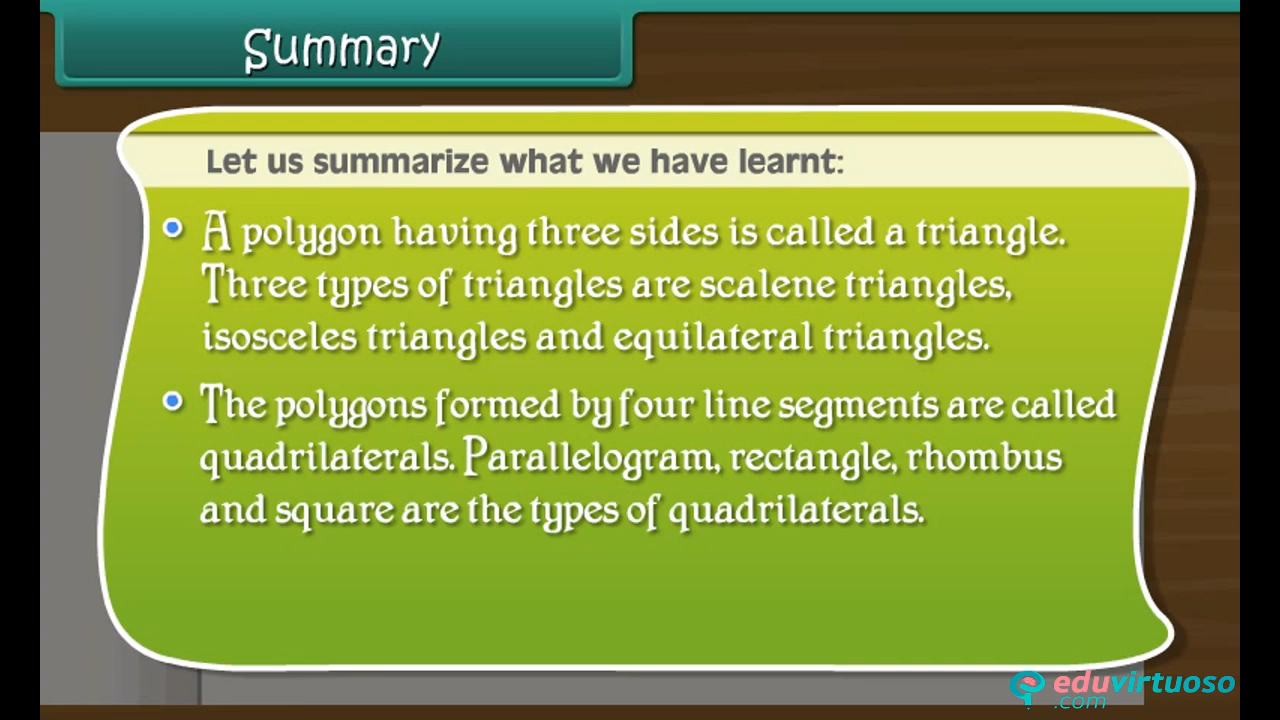 Summary
Let us summarize what we have learnt:
A polygon having three sides is called a triangle.
Three types of triangles are scalene triangles,
isosceles triangles and equilateral triangles.
The polygons formed by four line segments are called
quadrilaterals. Parallelogram, rectangle, rhombus
and square are the types of quadrilaterals.
eduvirtuoso
.com